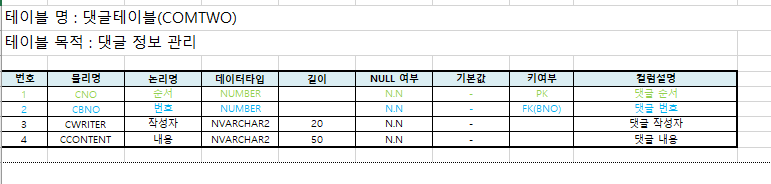 테이블 명 : 댓글테이블(COMTWO)
테이블 목적 : 댓글 정보 관리
번호 물리명 논리명 데이터타입 길이 NULL 여부 기본값 키여부 컬럼설명
1 CNO 순서 NUMBER N.N - PK 댓글 순서
2 CBNO 번호 NUMBER N.N - FK(BNO) 댓글 번호
3 CWRITER 작성자 NVARCHAR2 20 N.N - 댓글 작성자
4 CCONTENT 내용 NVARCHAR2 50 N.N - 댓글 내용